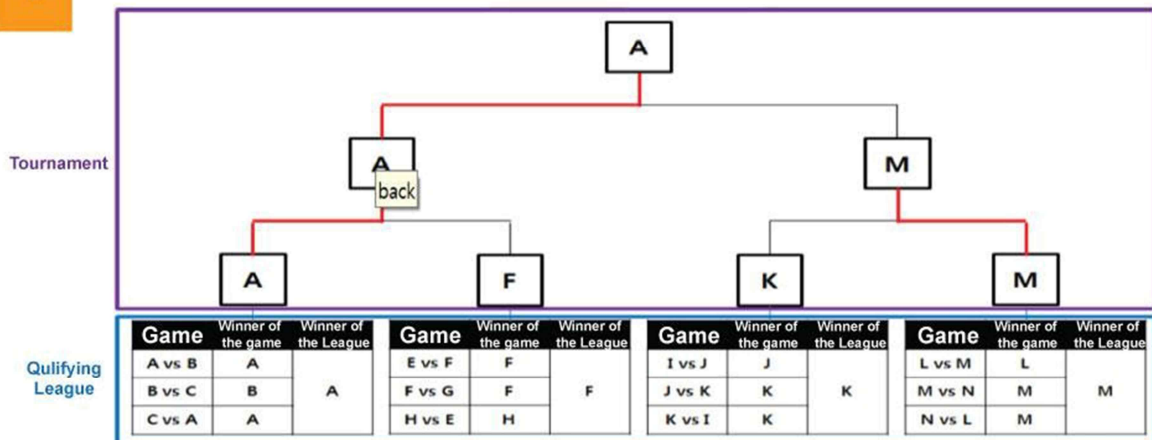 A
Tournament
A
M
back
A
F
K
M
Qulifying
League
Game Winner of the game Winner of the League
A vs B A
B vs C B A
C vs A A
Game Winner of the game Winner of the League
E vs F F
F vs G F F
H vs E H
Game Winner of the game Winner of the League
I vs J J
J vs K K K
K vs I K
Game Winner of the game Winner of the League
L vs M L
M vs N M M
N vs L M